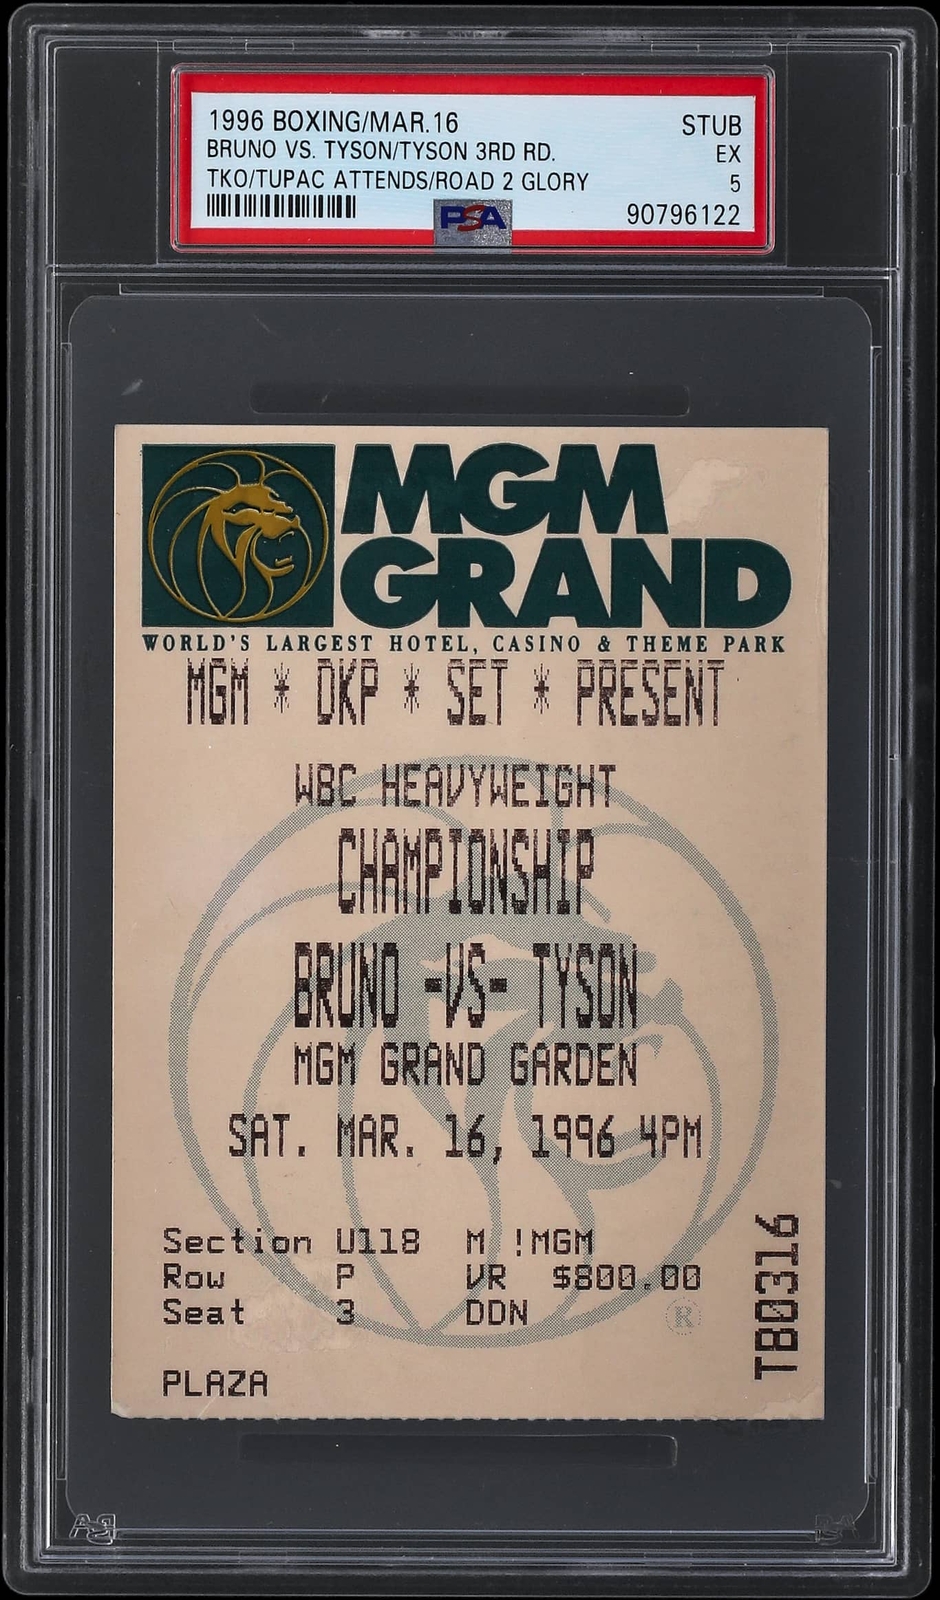 1996 BOXING/MAR.16 STUB
BRUNO VS. TYSON/TYSON 3RD RD. EX
TKO/TUPAC ATTENDS/ROAD 2 GLORY 5
PSA 90796122
MGM
GRAND
WORLD'S LARGEST HOTEL, CASINO & THEME PARK
MGM * DKP * SET * PRESENT
WBC HEAVYWEIGHT
CHAMPIONSHIP
BRUNO -VS- TYSON
MGM GRAND GARDEN
SAT. MAR. 16, 1996 4PM
Section U118 M !MGM
Row P VR $800.00
Seat 3 DDN
R
PLAZA
TB0316
PSA
PSA